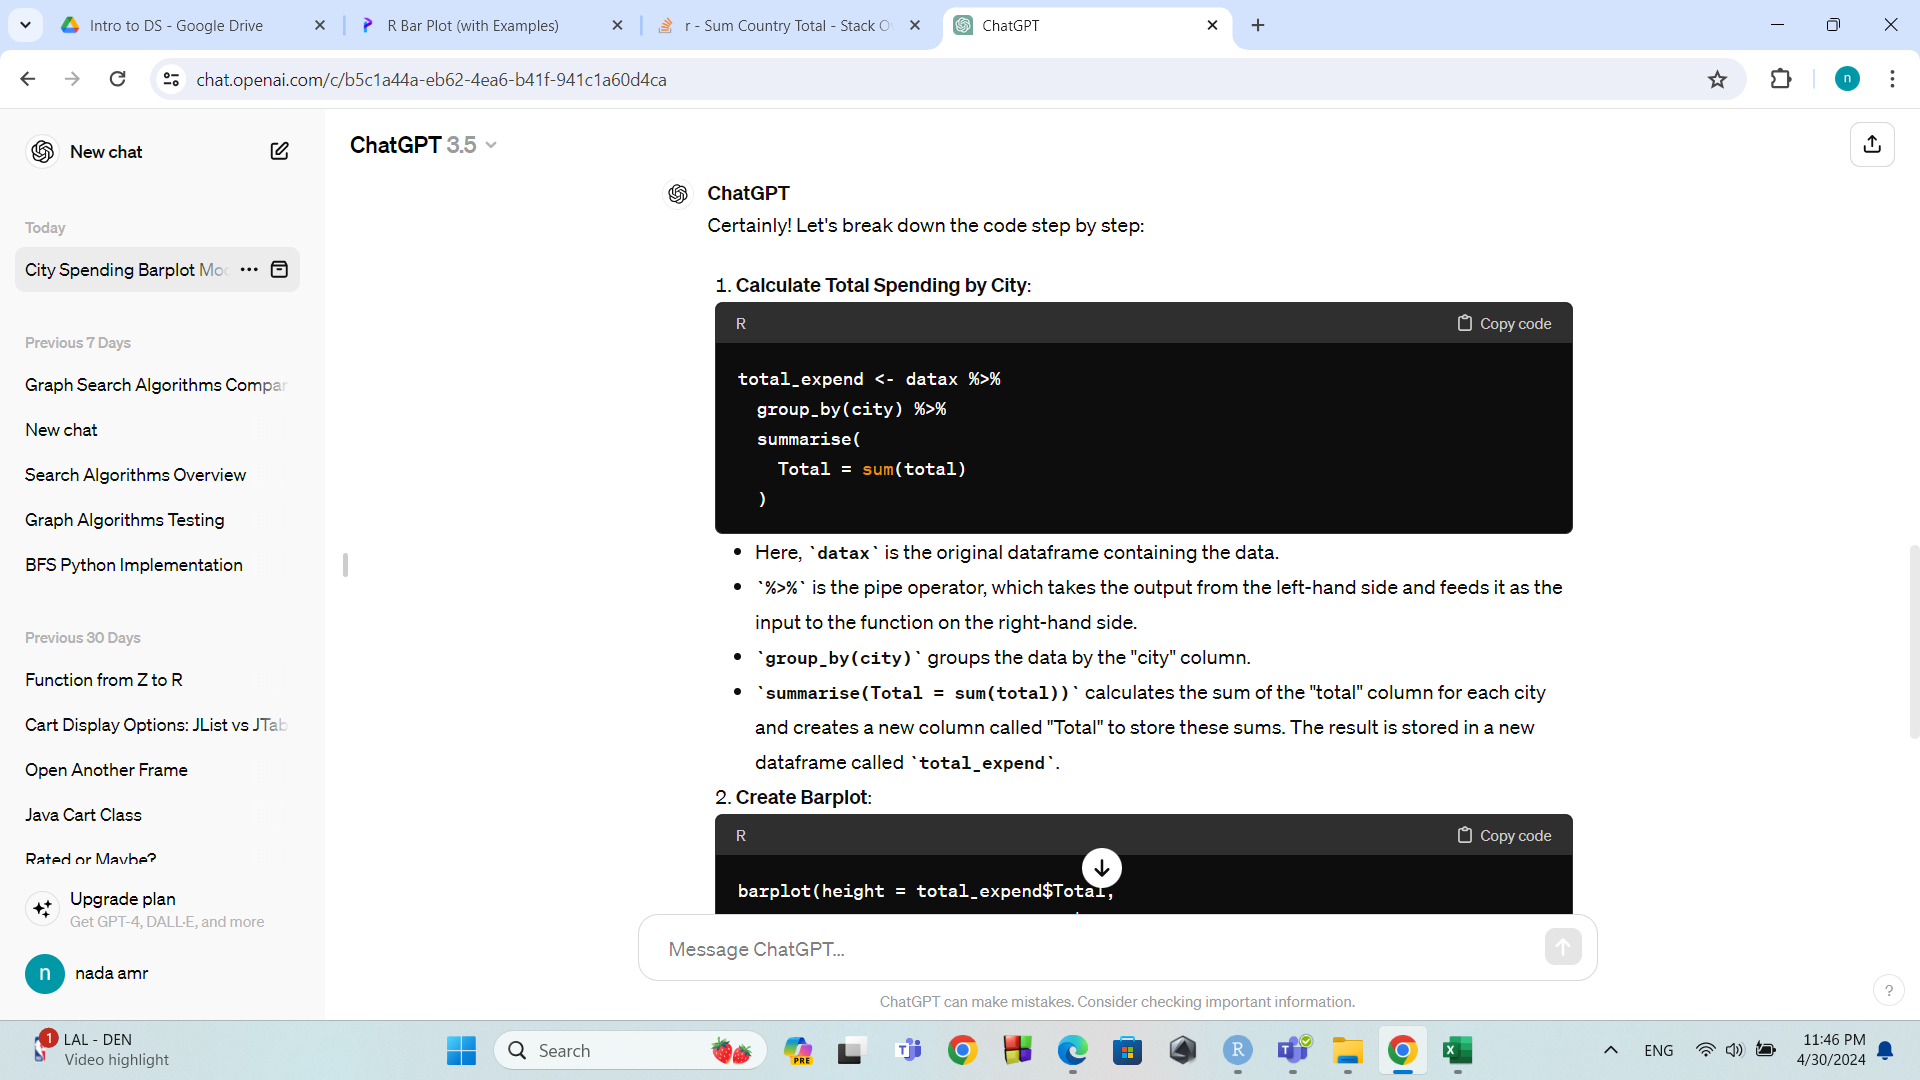 Intro to DS - Google Drive
R Bar Plot (with Examples)
r - Sum Country Total - Stack O
ChatGPT
chat.openai.com/c/b5c1a44a-eb62-4ea6-b41f-941c1a60d4ca
n
New chat
ChatGPT 3.5
Today
City Spending Barplot Mod
Previous 7 Days
Graph Search Algorithms Compar
New chat
Search Algorithms Overview
Graph Algorithms Testing
BFS Python Implementation
Previous 30 Days
Function from Z to R
Cart Display Options: JList vs JTab
Open Another Frame
Java Cart Class
Rated or Maybe?
Upgrade plan
Get GPT-4, DALL·E, and more
n
nada amr
ChatGPT
Certainly! Let's break down the code step by step:
1. Calculate Total Spending by City:
R
Copy code
total_expend <- datax %>%
group_by(city) %>%
summarise(
Total = sum(total)
)
• Here, `datax` is the original dataframe containing the data.
• `%>%` is the pipe operator, which takes the output from the left-hand side and feeds it as the
input to the function on the right-hand side.
• `group_by(city)` groups the data by the "city" column.
• `summarise(Total = sum(total))` calculates the sum of the "total" column for each city
and creates a new column called "Total" to store these sums. The result is stored in a new
dataframe called `total_expend`.
2. Create Barplot:
R
Copy code
barplot(height = total_expend$Total,
Message ChatGPT...
ChatGPT can make mistakes. Consider checking important information.
?
1
LAL - DEN
Video highlight
Search
PRE
ENG
11:46 PM
4/30/2024